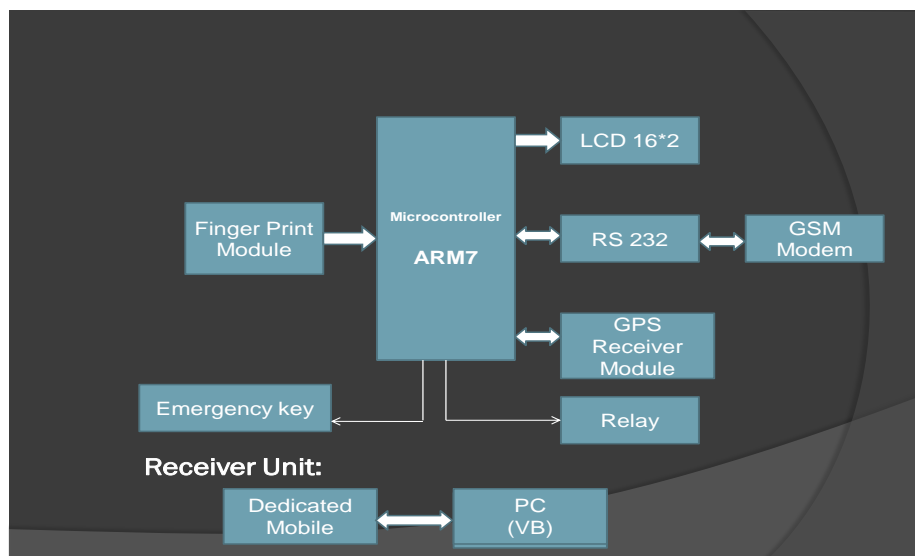 LCD 16*2
Microcontroller
ARM7
Finger Print
Module
RS 232
GSM
Modem
GPS
Receiver
Module
Emergency key
Relay
Receiver Unit:
Dedicated
Mobile
PC
(VB)